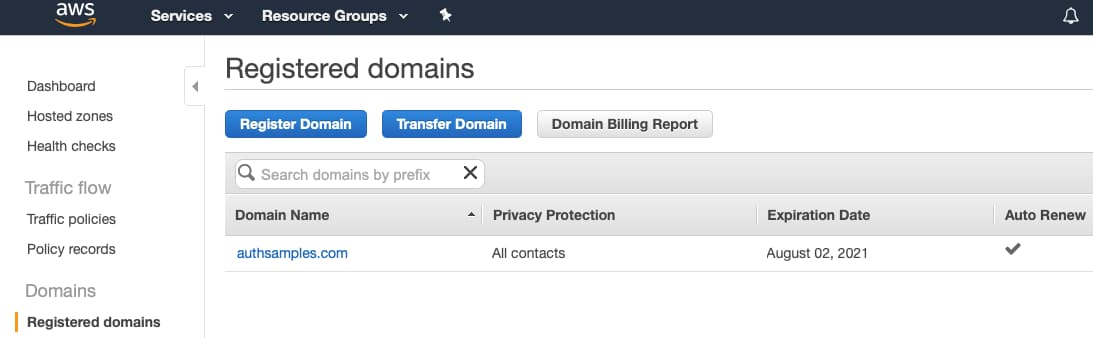 aws
Services
Resource Groups
Dashboard
Hosted zones
Health checks
Traffic flow
Traffic policies
Policy records
Domains
Registered domains
Registered domains
Register Domain
Transfer Domain
Domain Billing Report
Search domains by prefix
Domain Name
Privacy Protection
Expiration Date
Auto Renew
authsamples.com
All contacts
August 02, 2021